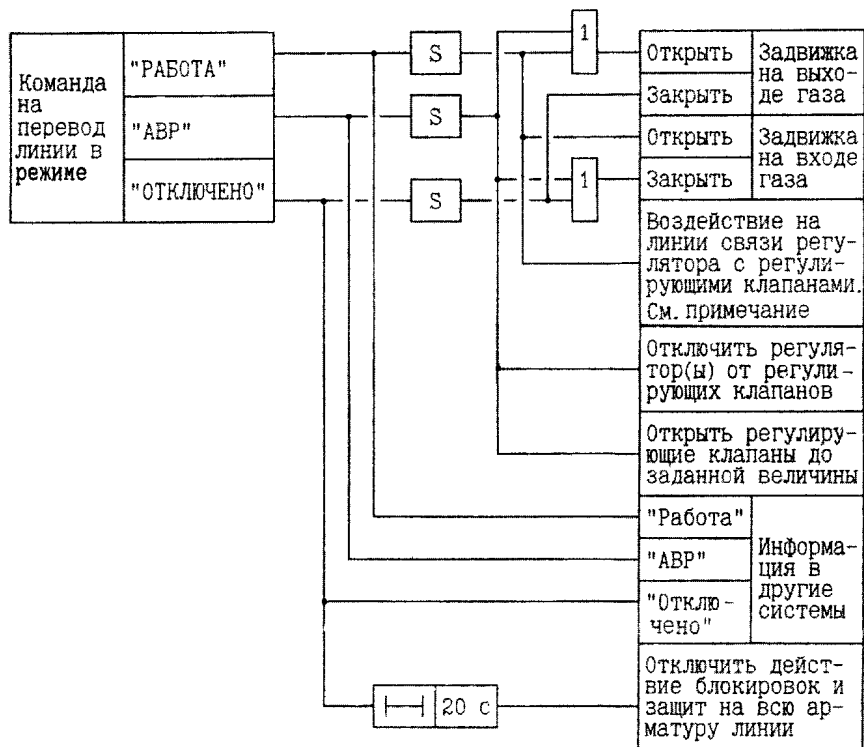 Команда
на
перевод
линии в
режиме
"РАБОТА"
"АВР"
"ОТКЛЮЧЕНО"
S
S
S
1
1
Открыть
Закрыть
Задвижка
на выхо-
де газа
Открыть
Закрыть
Задвижка
на входе
газа
Воздействие на
линии связи регу-
лятора с регули-
рующими клапанами.
См. примечание
Отключить регуля-
тор(ы) от регули-
рующих клапанов
Открыть регулиру-
ющие клапаны до
заданной величины
"Работа"
"АВР"
"Отклю-
чено"
Информа-
ция в
другие
системы
20 с
Отключить дейст-
вие блокировок и
защит на всю ар-
матуру линии